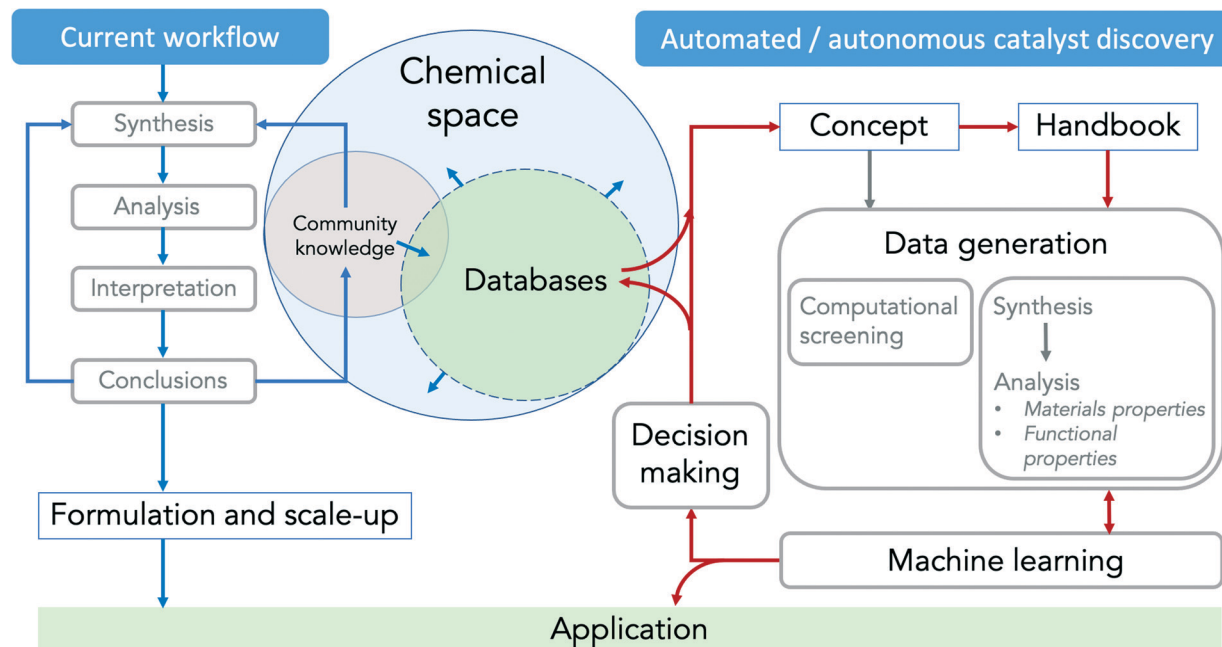 Current workflow
Synthesis
Analysis
Interpretation
Conclusions
Formulation and scale-up
Chemical
space
Community
knowledge
Databases
Automated / autonomous catalyst discovery
Concept
Handbook
Data generation
Computational
screening
Synthesis
Analysis
• Materials properties
• Functional
properties
Decision
making
Machine learning
Application